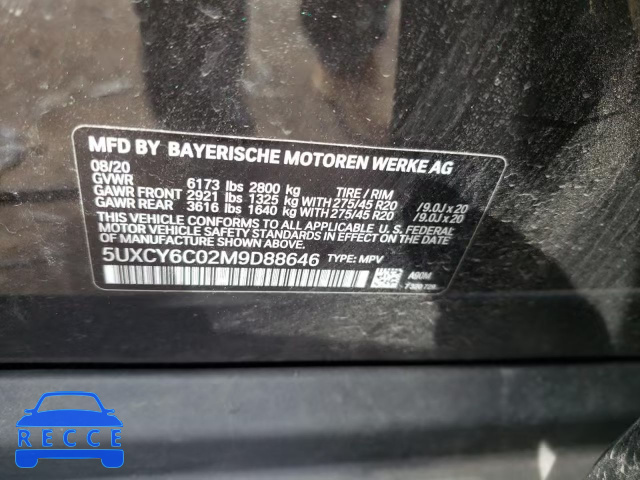 MFD BY BAYERISCHE MOTOREN WERKE AG
08/20
GVWR 6173 lbs 2800 kg TIRE / RIM
GAWR FRONT 2921 lbs 1325 kg WITH 275/45 R20 /9.0J x 20
GAWR REAR 3616 lbs 1640 kg WITH 275/45 R20 /9.0J x 20
THIS VEHICLE CONFORMS TO ALL APPLICABLE U. S. FEDERAL
MOTOR VEHICLE SAFETY STANDARDS IN EFFECT ON THE DATE
OF MANUFACTURE SHOWN ABOVE.
5UXCY6C02M9D88646 TYPE: MPV
A90M
RECCE
RECCE